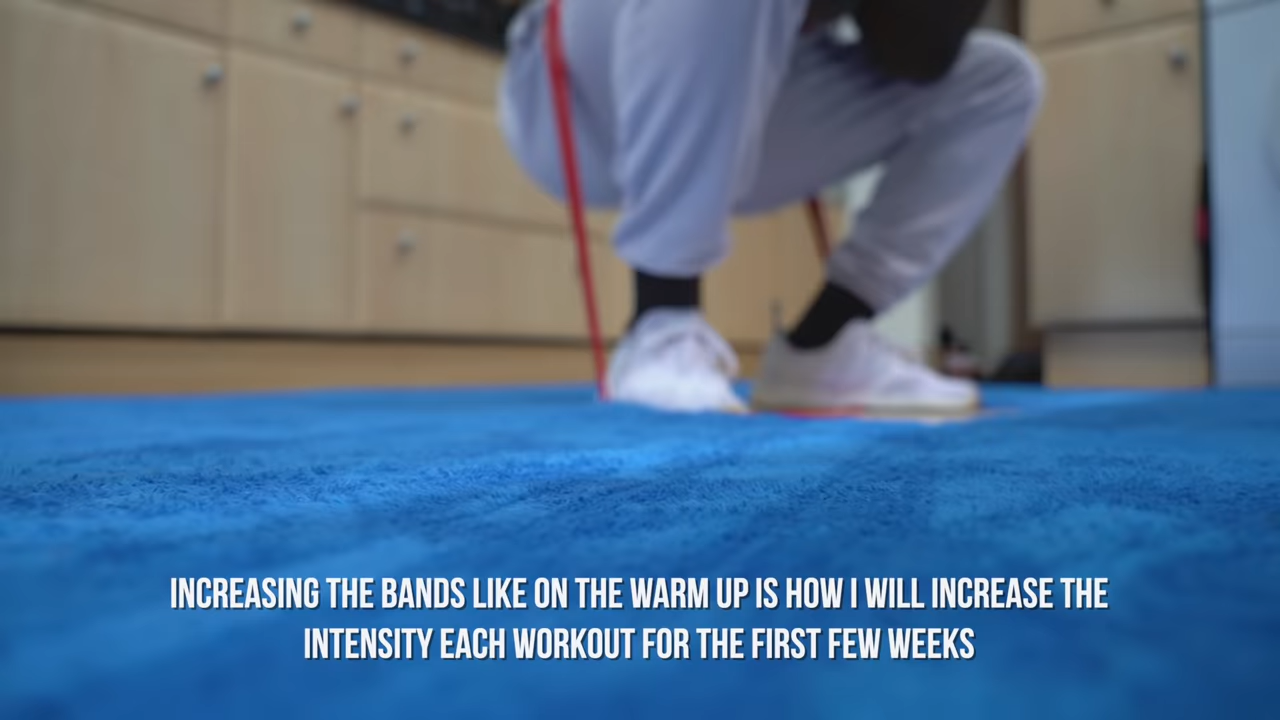 INCREASING THE BANDS LIKE ON THE WARM UP IS HOW I WILL INCREASE THE
INTENSITY EACH WORKOUT FOR THE FIRST FEW WEEKS